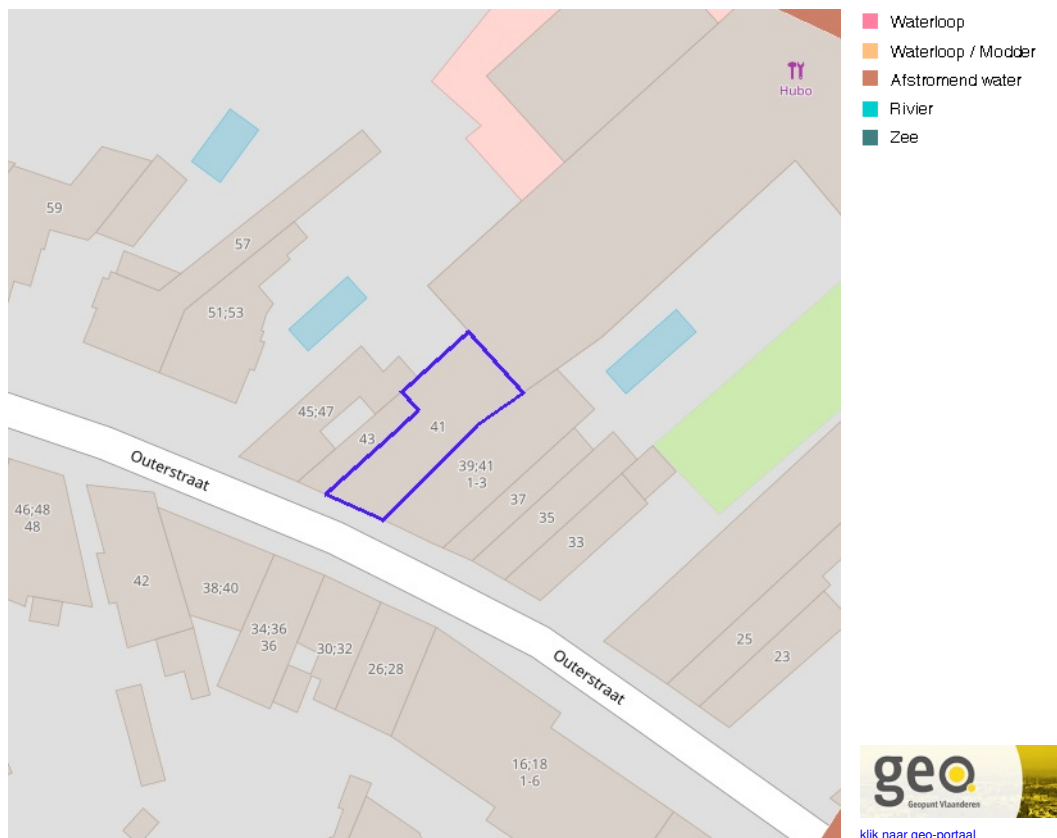 Waterloop
Waterloop / Modder
Afstromend water
Rivier
Zee
Hubo
59
57
51;53
45;47
43
41
39;41
1-3
37
35
33
Outerstraat
46;48
48
42
38;40
34;36
36
30;32
26;28
25
23
Outerstraat
16;18
1-6
geo.
Geopunt Vlaanderen
klik naar geo-portaal